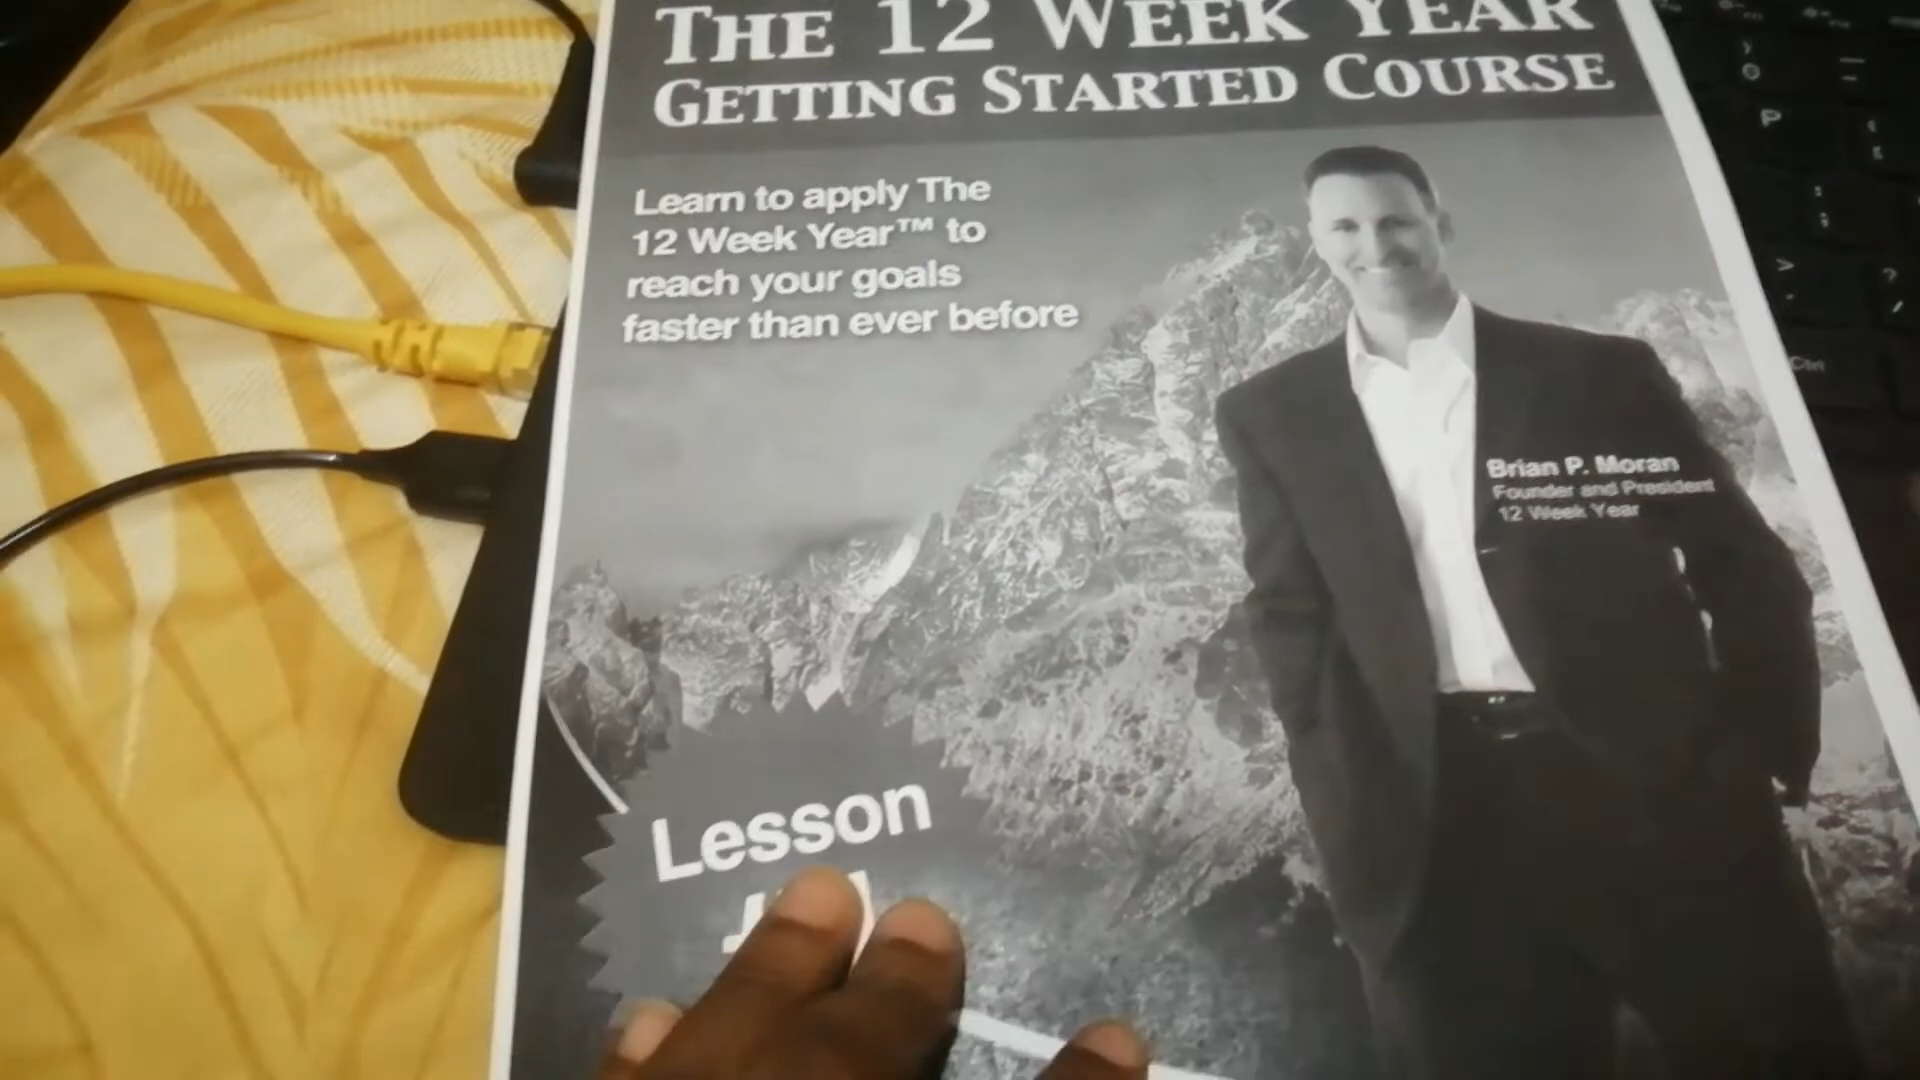 THE 12 WEEK YEAR
GETTING STARTED COURSE
Learn to apply The
12 Week Year™ to
reach your goals
faster than ever before
Brian P. Moran
Founder and President
12 Week Year
Lesson
P
Ctrl